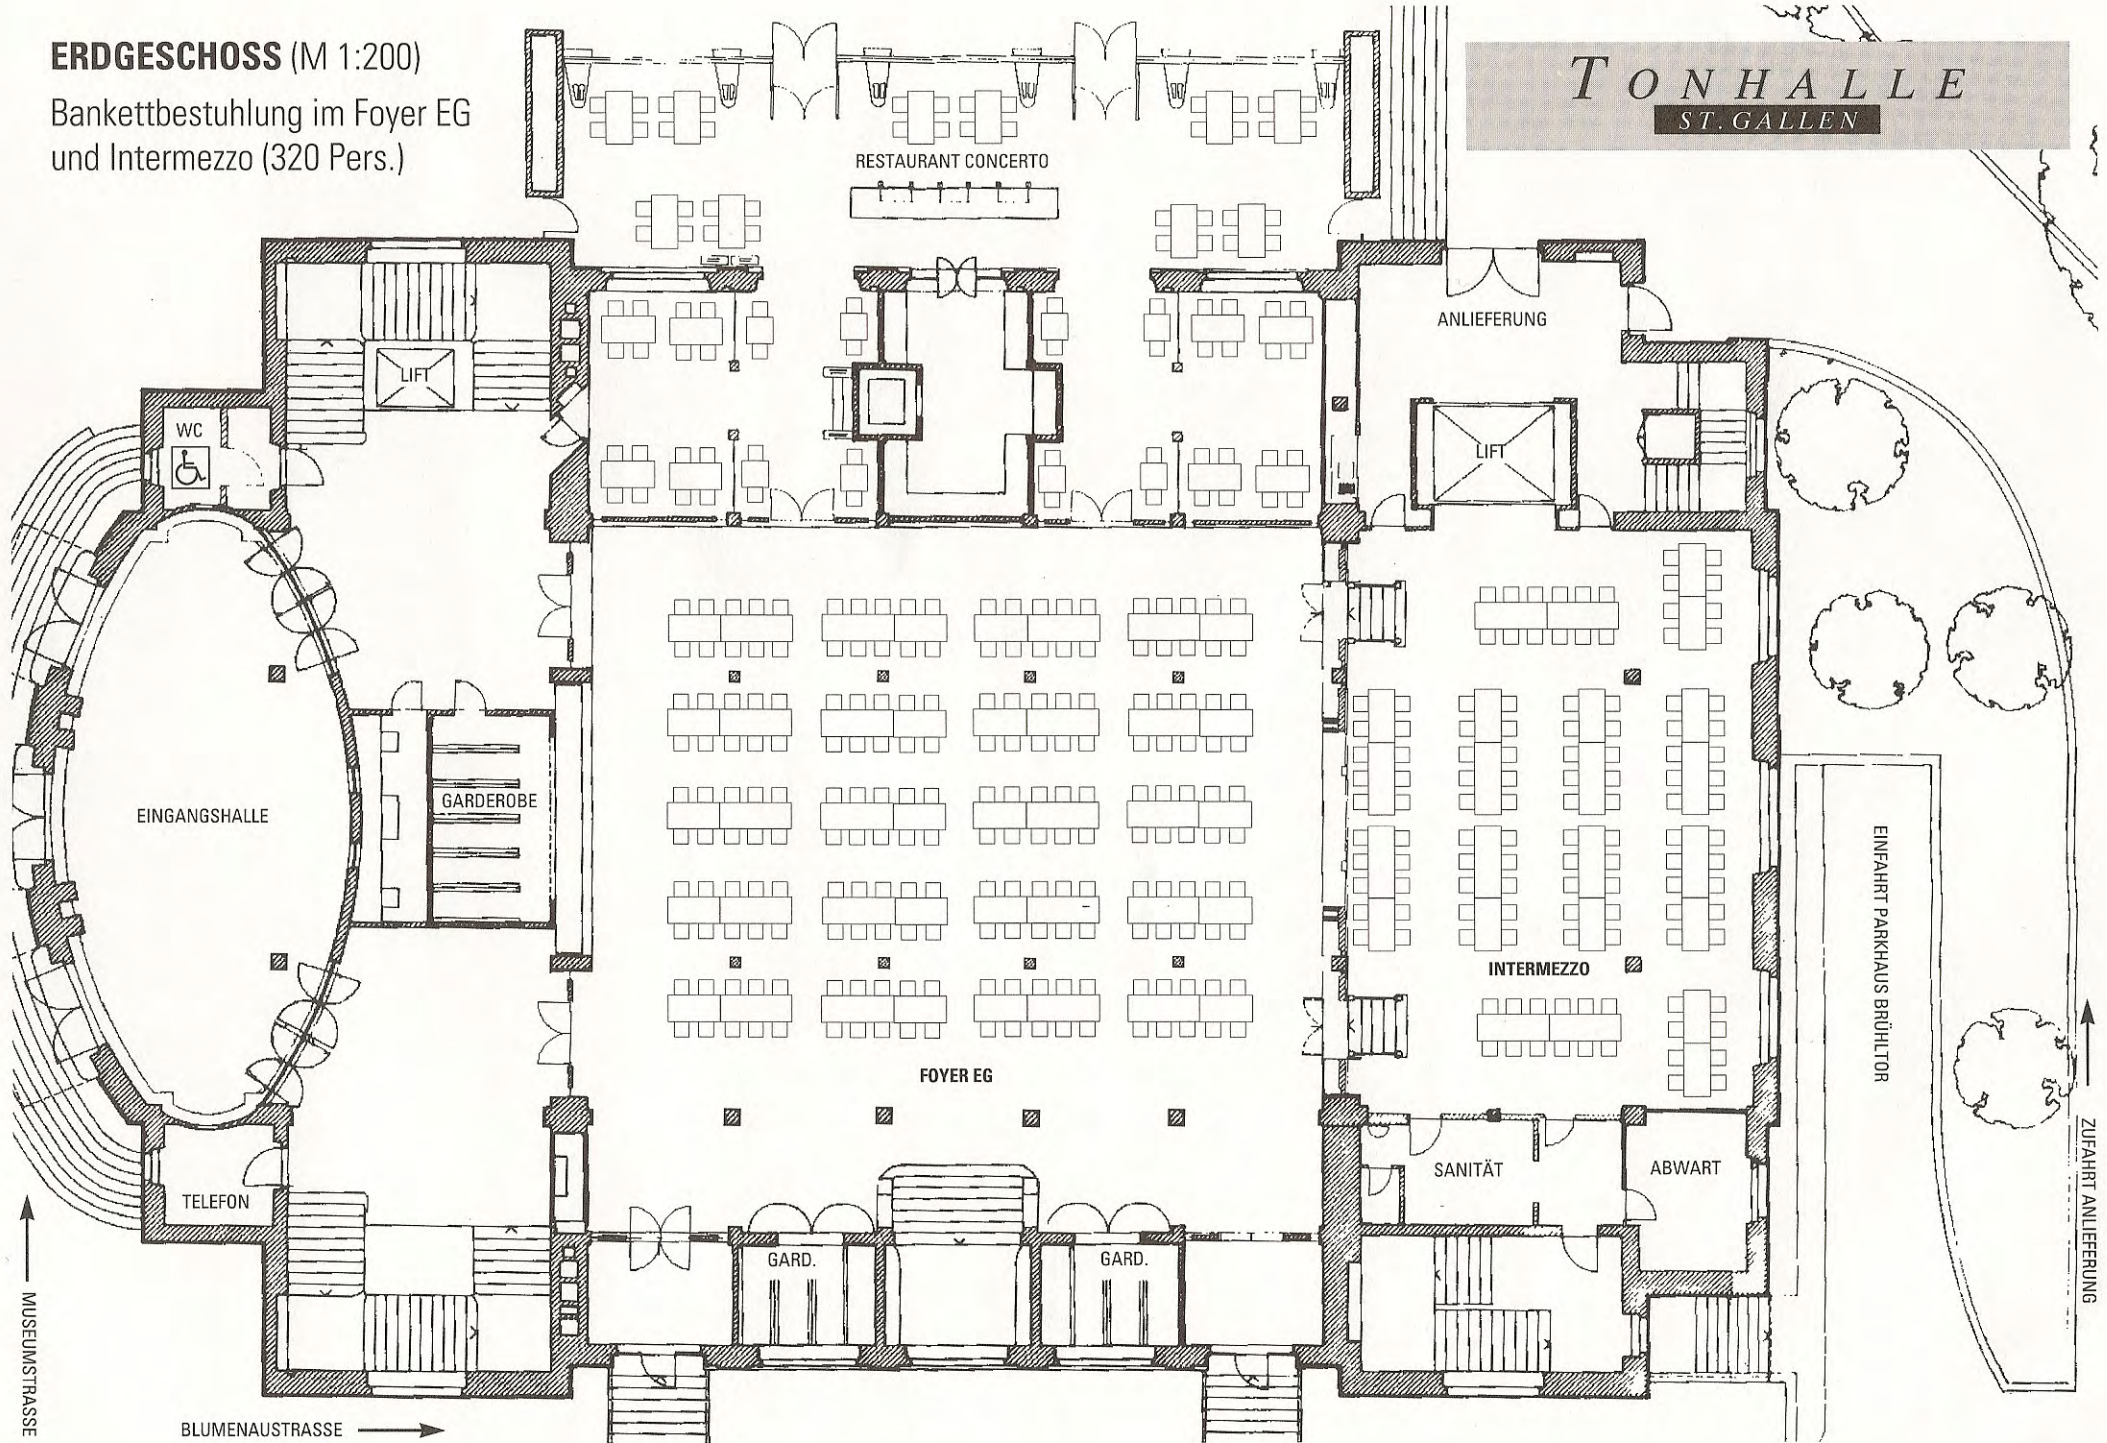 ERDGESCHOSS (M 1:200)
Bankettbestuhlung im Foyer EG
und Intermezzo (320 Pers.)
TONHALLE
ST. GALLEN
RESTAURANT CONCERTO
ANLIEFERUNG
LIFT
WC
LIFT
EINGANGSHALLE
GARDEROBE
INTERMEZZO
EINFAHRT PARKHAUS BRÜHLTOR
FOYER EG
SANITÄT
ABWART
TELEFON
GARD.
GARD.
ZUFAHRT ANLIEFERUNG
MUSEUMSTRASSE
BLUMENAUSTRASSE